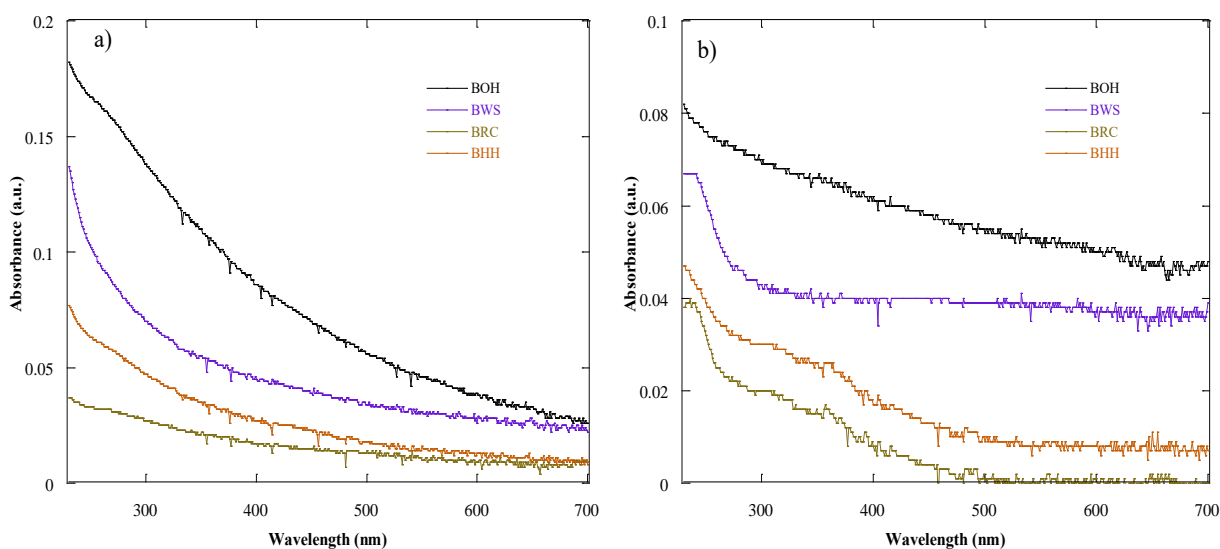 a)
0.2
0.15
0.1
0.05
0
Absorbance (a.u.)
BOH
BWS
BRC
BHH
300 400 500 600 700
Wavelength (nm)
b)
0.1
0.08
0.06
0.04
0.02
0
Absorbance (a.u.)
BOH
BWS
BRC
BHH
300 400 500 600 700
Wavelength (nm)